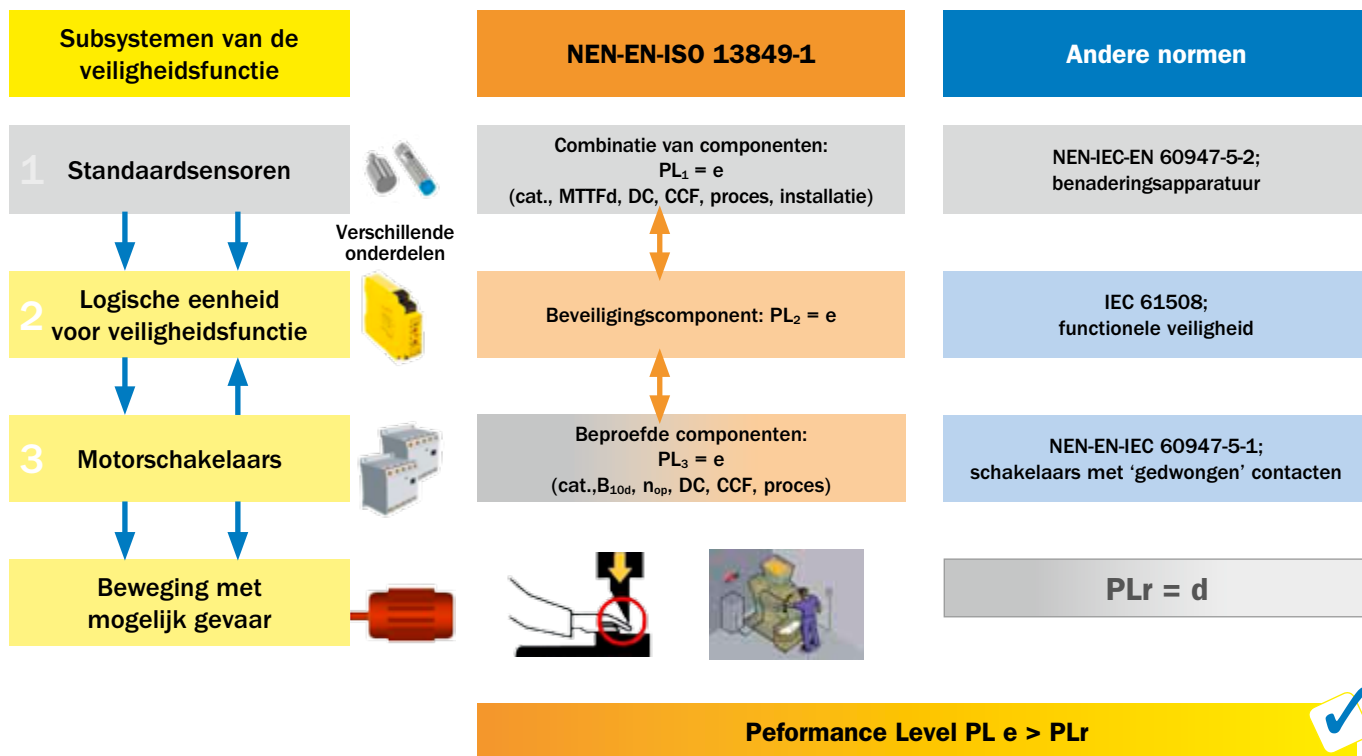 Subsystemen van de
veiligheidsfunctie
NEN-EN-ISO 13849-1
Andere normen
1 Standaardsensoren
Combinatie van componenten:
PL₁ = e
(cat., MTTFd, DC, CCF, proces, installatie)
NEN-IEC-EN 60947-5-2;
benaderingsapparatuur
Verschillende
onderdelen
2 Logische eenheid
voor veiligheidsfunctie
Beveiligingscomponent: PL₂ = e
IEC 61508;
functionele veiligheid
3 Motorschakelaars
Beproefde componenten:
PL₃ = e
(cat.,B₁₀d, nₒₚ, DC, CCF, proces)
NEN-EN-IEC 60947-5-1;
schakelaars met ‘gedwongen’ contacten
Beweging met
mogelijk gevaar
PLr = d
Peformance Level PL e > PLr